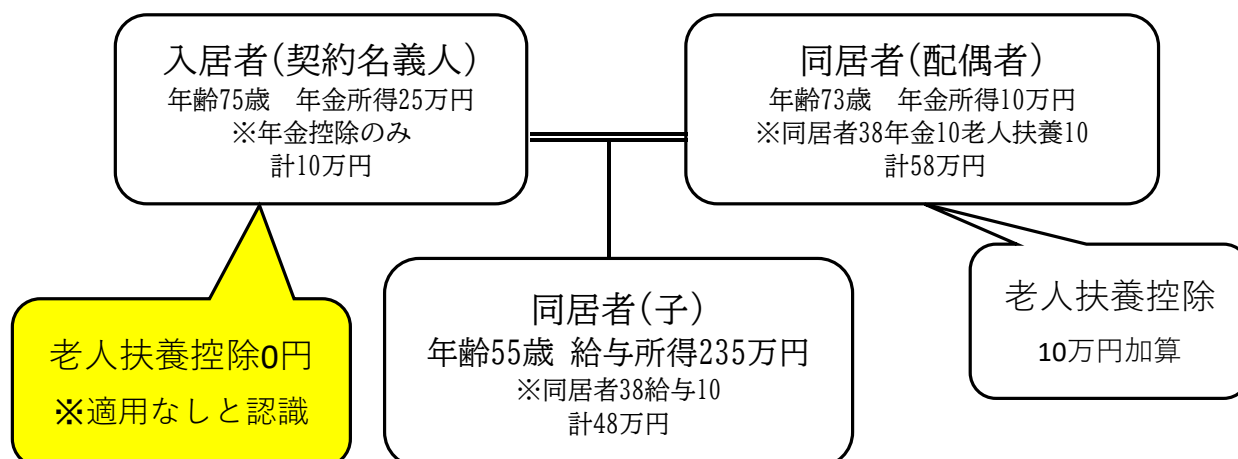 入居者(契約名義人)
年齢75歳　年金所得25万円
※年金控除のみ
計10万円
同居者(配偶者)
年齢73歳　年金所得10万円
※同居者38年金10老人扶養10
計58万円
老人扶養控除0円
※適用なしと認識
同居者(子)
年齢55歳 給与所得235万円
※同居者38給与10
計48万円
老人扶養控除
10万円加算